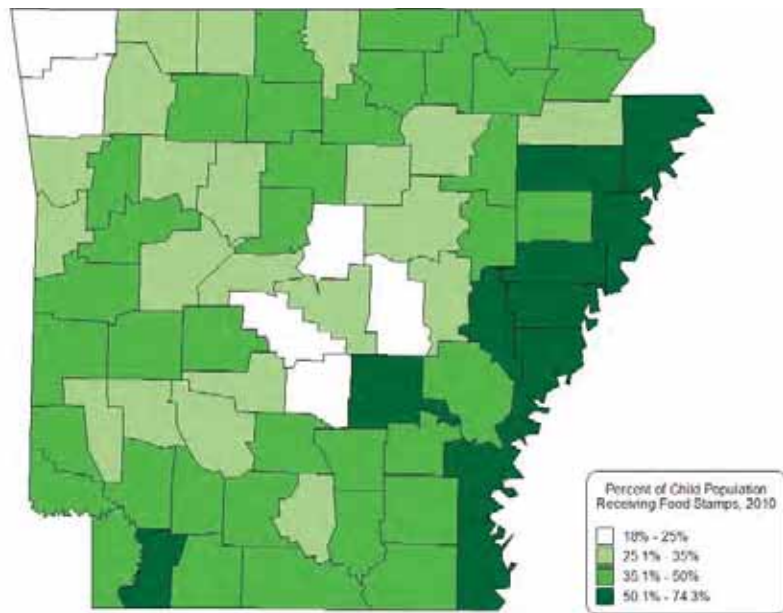 Percent of Child Population
Receiving Food Stamps, 2010
18% - 25%
25.1% - 35%
35.1% - 50%
50.1% - 74.3%